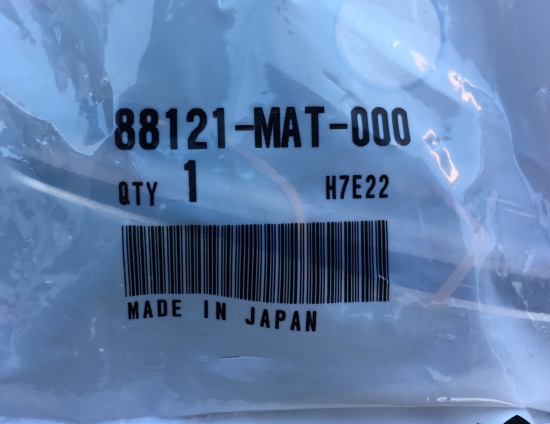 88121-MAT-000
QTY 1 H7E22
MADE IN JAPAN